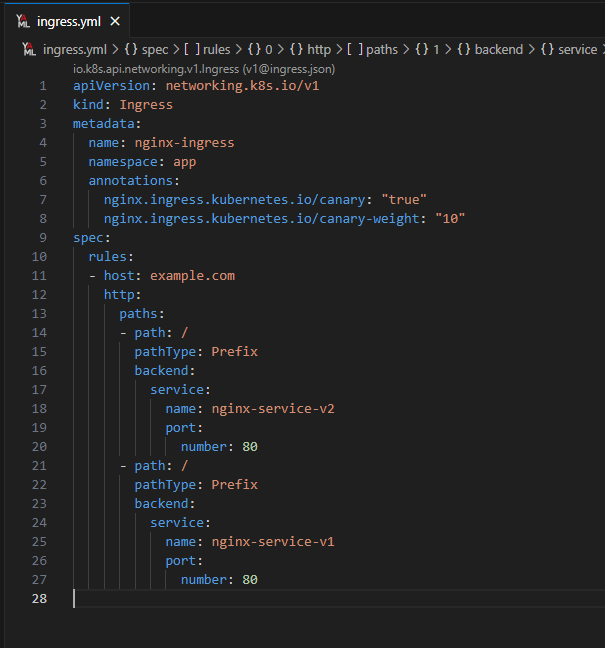 YAML ingress.yml ×
YAML ingress.yml > {} spec > [ ] rules > {} 0 > {} http > [ ] paths > {} 1 > {} backend > {} service >
io.k8s.api.networking.v1.Ingress (v1@ingress.json)
1 apiVersion: networking.k8s.io/v1
2 kind: Ingress
3 metadata:
4   name: nginx-ingress
5   namespace: app
6   annotations:
7     nginx.ingress.kubernetes.io/canary: "true"
8     nginx.ingress.kubernetes.io/canary-weight: "10"
9 spec:
10   rules:
11   - host: example.com
12     http:
13       paths:
14       - path: /
15         pathType: Prefix
16         backend:
17           service:
18             name: nginx-service-v2
19             port:
20               number: 80
21       - path: /
22         pathType: Prefix
23         backend:
24           service:
25             name: nginx-service-v1
26             port:
27               number: 80
28